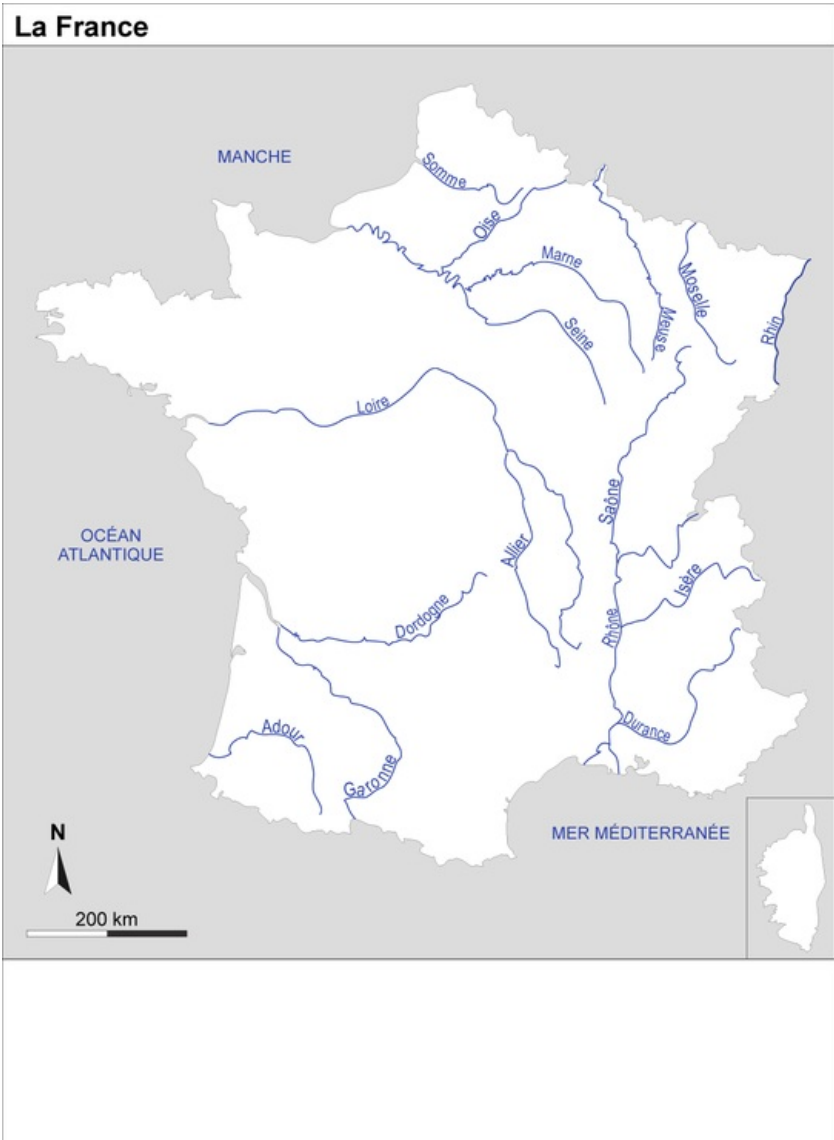 La France
MANCHE
Somme
Oise
Marne
Moselle
Seine
Meuse
Rhin
Loire
Saône
OCÉAN
ATLANTIQUE
Allier
Isère
Dordogne
Rhône
Adour
Durance
Garonne
N
MER MÉDITERRANÉE
200 km